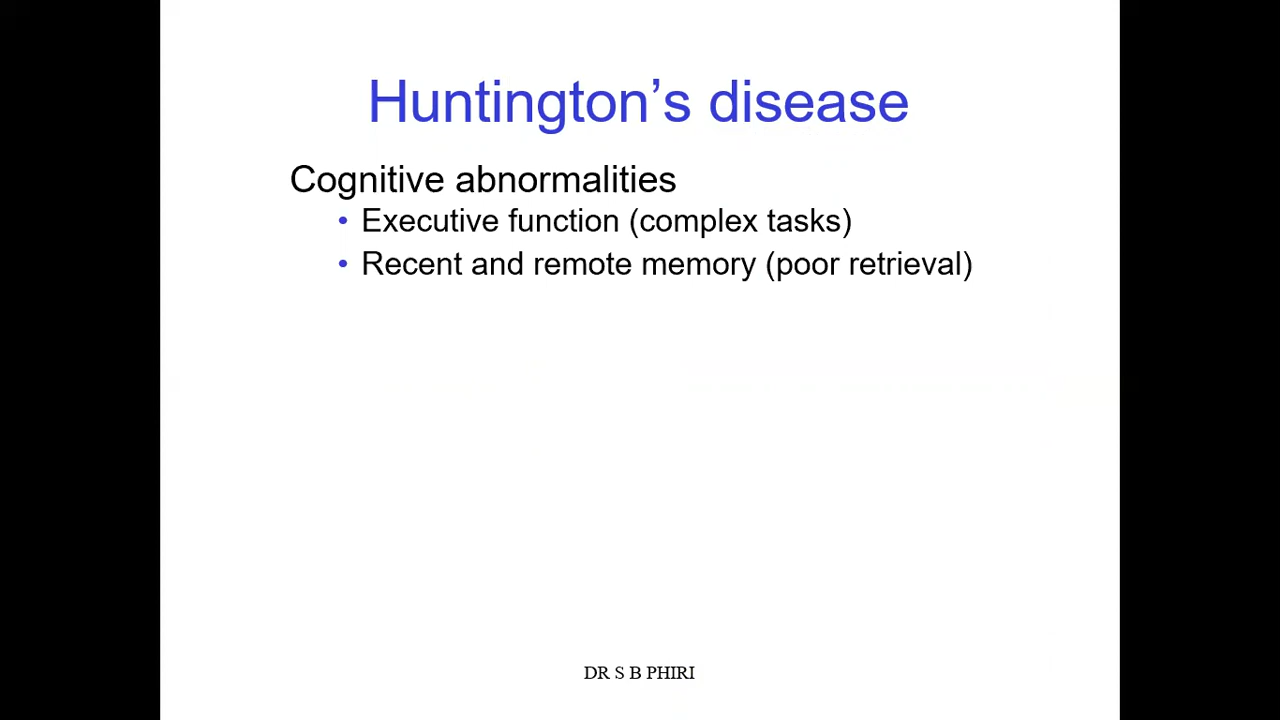 Huntington’s disease
Cognitive abnormalities
• Executive function (complex tasks)
• Recent and remote memory (poor retrieval)
DR S B PHIRI